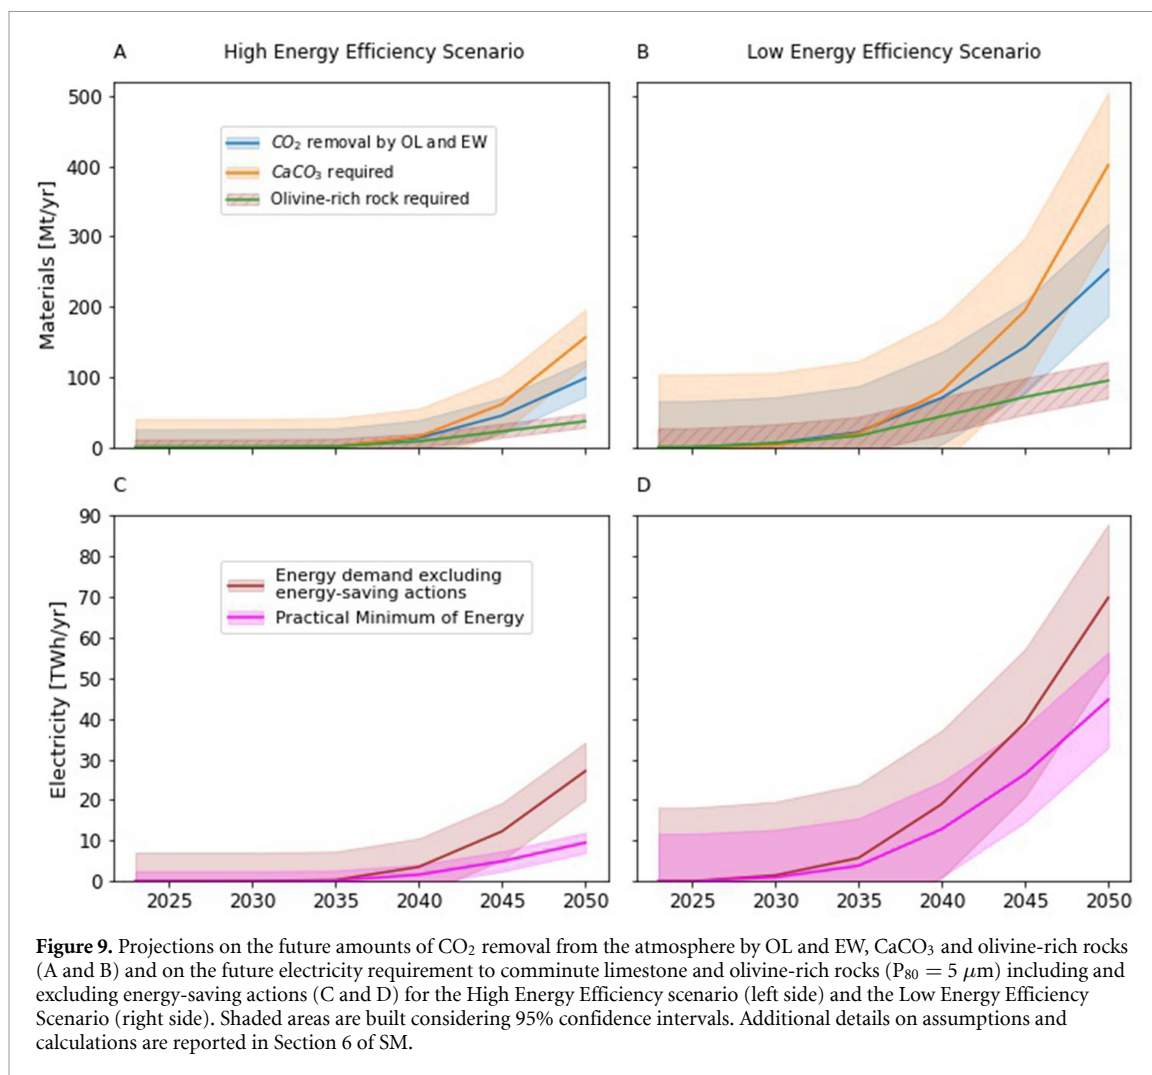 A High Energy Efficiency Scenario
B Low Energy Efficiency Scenario
Materials [Mt/yr]
500
400
300
200
100
0
CO₂ removal by OL and EW
CaCO₃ required
Olivine-rich rock required
C
D
Electricity [TWh/yr]
90
80
70
60
50
40
30
20
10
0
Energy demand excluding
energy-saving actions
Practical Minimum of Energy
2025 2030 2035 2040 2045 2050
2025 2030 2035 2040 2045 2050
Figure 9. Projections on the future amounts of CO₂ removal from the atmosphere by OL and EW, CaCO₃ and olivine-rich rocks
(A and B) and on the future electricity requirement to comminute limestone and olivine-rich rocks (P₈₀ = 5 μm) including and
excluding energy-saving actions (C and D) for the High Energy Efficiency scenario (left side) and the Low Energy Efficiency
Scenario (right side). Shaded areas are built considering 95% confidence intervals. Additional details on assumptions and
calculations are reported in Section 6 of SM.